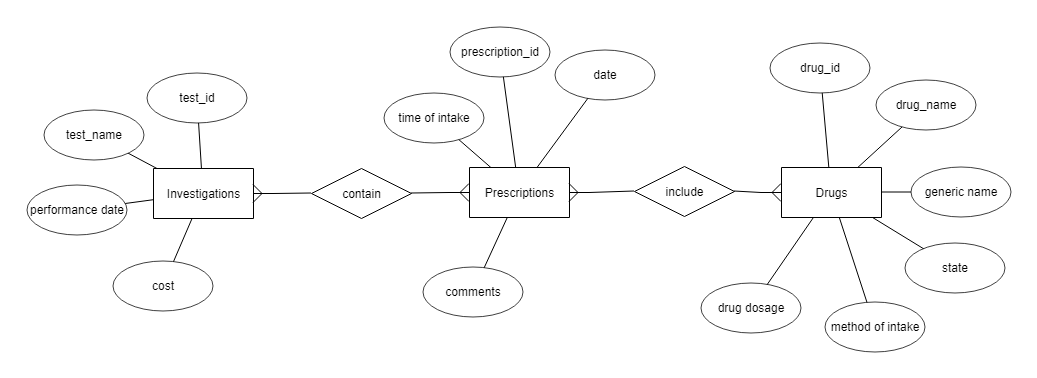 prescription_id
date
drug_id
test_id
drug_name
time of intake
test_name
Investigations
contain
Prescriptions
include
Drugs
generic name
performance date
state
cost
comments
drug dosage
method of intake